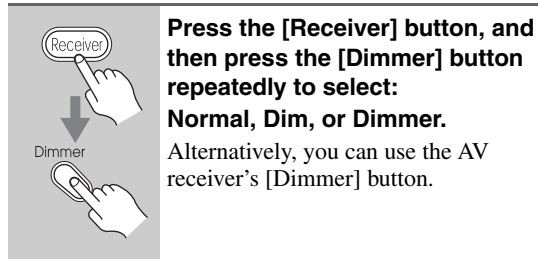 Receiver
Dimmer
Press the [Receiver] button, and
then press the [Dimmer] button
repeatedly to select:
Normal, Dim, or Dimmer.
Alternatively, you can use the AV
receiver's [Dimmer] button.